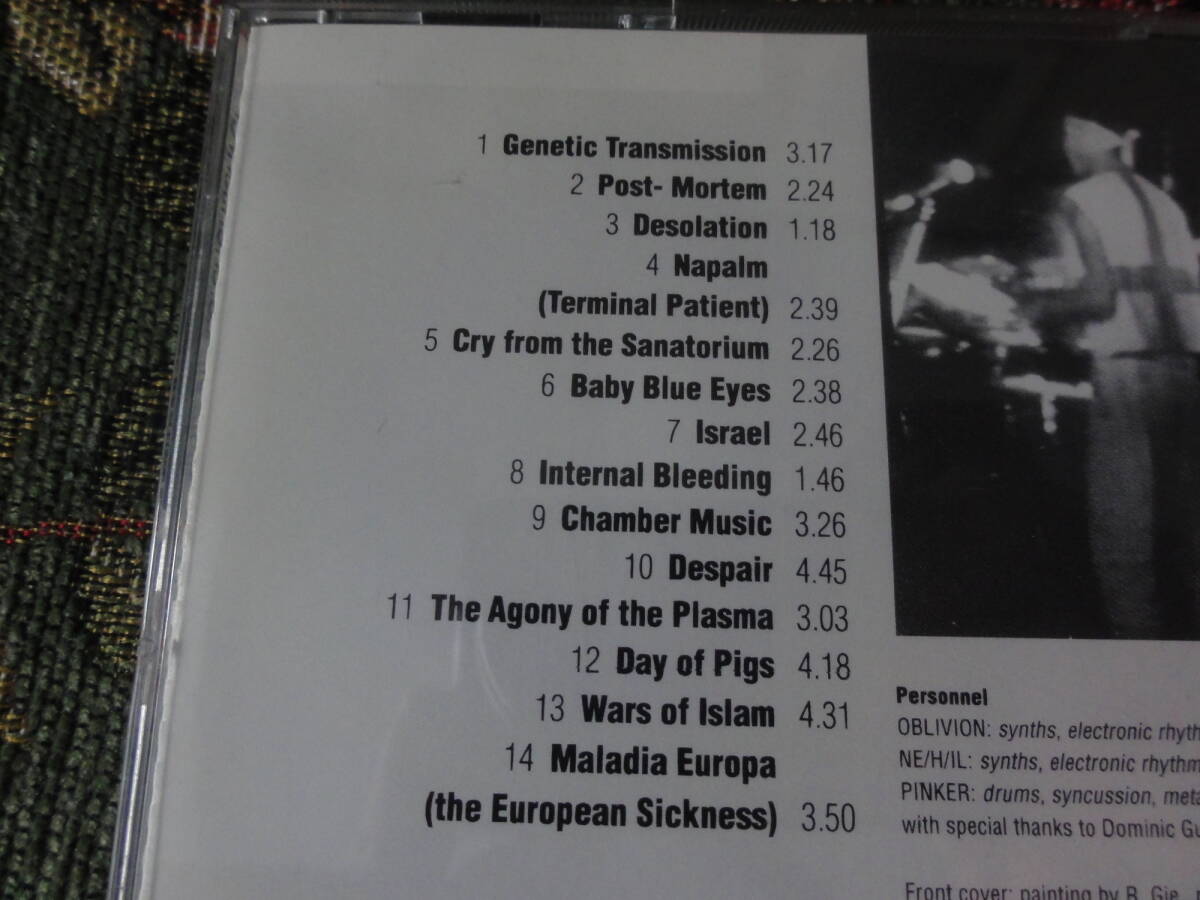 1 Genetic Transmission 3.17
2 Post- Mortem 2.24
3 Desolation 1.18
4 Napalm
(Terminal Patient) 2.39
5 Cry from the Sanatorium 2.26
6 Baby Blue Eyes 2.38
7 Israel 2.46
8 Internal Bleeding 1.46
9 Chamber Music 3.26
10 Despair 4.45
11 The Agony of the Plasma 3.03
12 Day of Pigs 4.18
13 Wars of Islam 4.31
14 Maladia Europa
(the European Sickness) 3.50
Personnel
OBLIVION: synths, electronic rhyth
NE/H/IL: synths, electronic rhythm
PINKER: drums, syncussion, meta
with special thanks to Dominic Gu
Front cover: painting by B. Gie